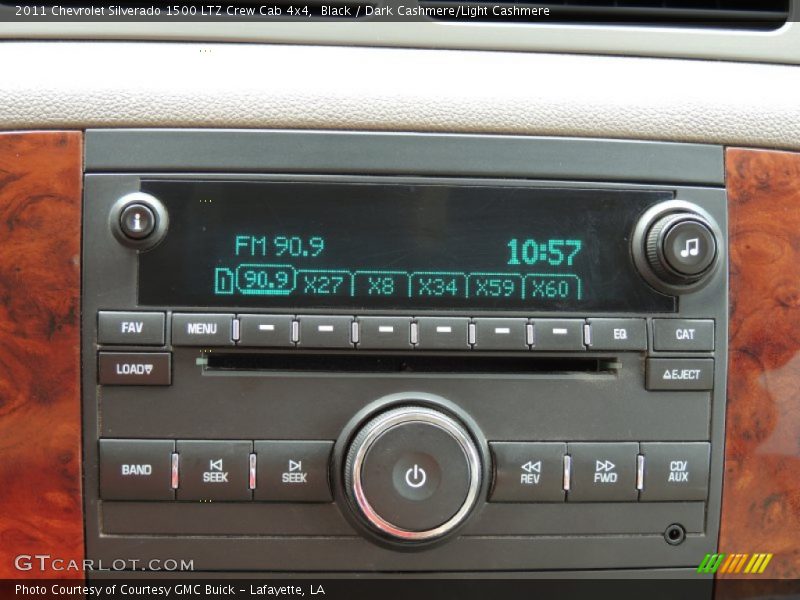 2011 Chevrolet Silverado 1500 LTZ Crew Cab 4x4,  Black / Dark Cashmere/Light Cashmere
i
FM 90.9 10:57
1 90.9 X27 X8 X34 X59 X60
FAV MENU EQ CAT
LOAD EJECT
BAND SEEK SEEK REV FWD CD/
AUX
GTCARLOT.COM
Photo Courtesy of Courtesy GMC Buick – Lafayette, LA